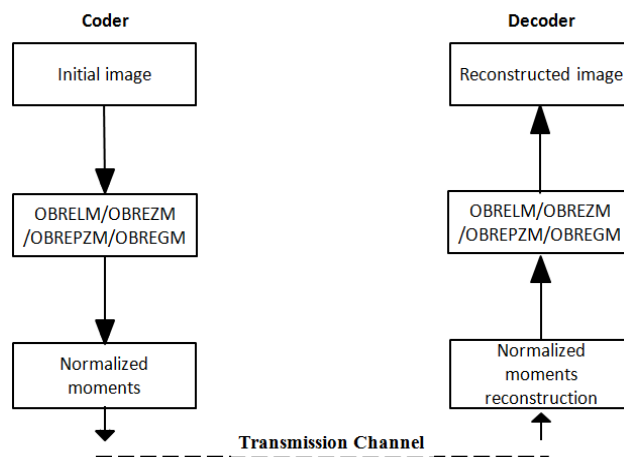 Coder
Initial image
OBRELM/OBREZM
/OBREPZM/OBREGM
Normalized
moments
Decoder
Reconstructed image
OBRELM/OBREZM
/OBREPZM/OBREGM
Normalized
moments
reconstruction
Transmission Channel